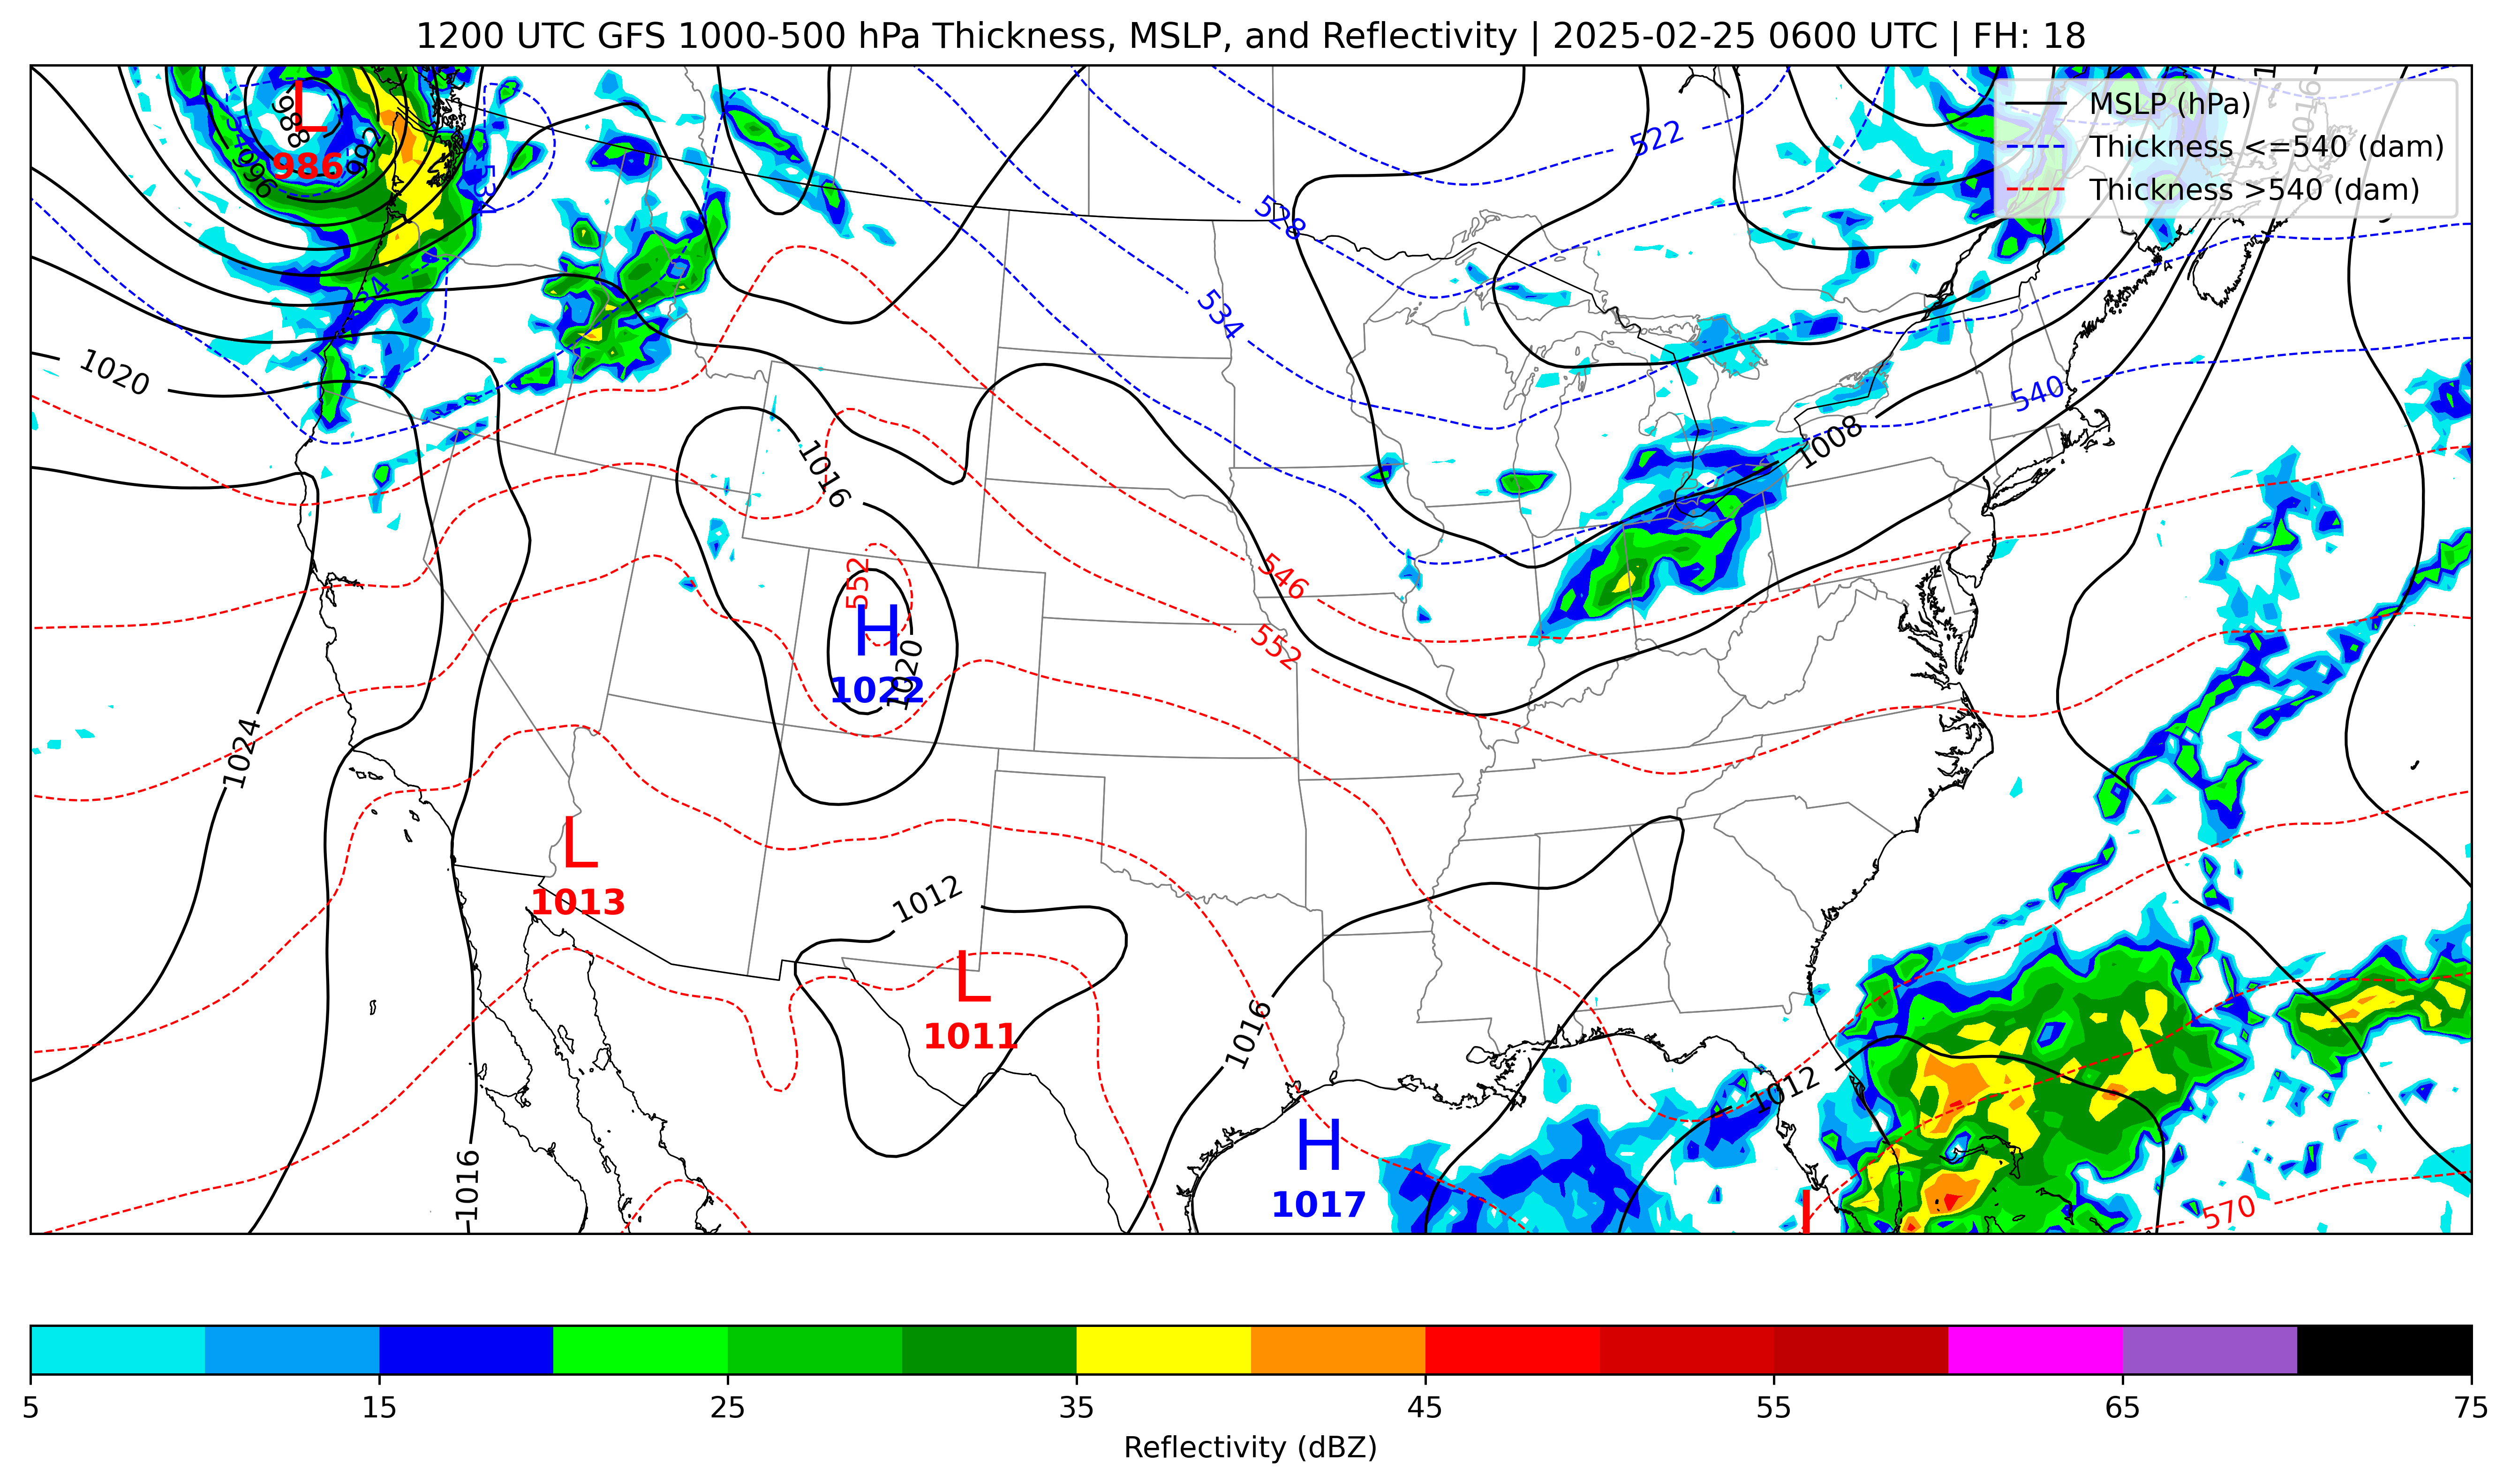 1200 UTC GFS 1000-500 hPa Thickness, MSLP, and Reflectivity | 2025-02-25 0600 UTC | FH: 18
MSLP (hPa)
Thickness <=540 (dam)
Thickness >540 (dam)
1016
L
986
988
992
996
534
522
528
534
540
1020
1008
1016
546
552
552
H
1022
1020
1024
L
1013
1012
L
1011
1016
1012
H
1017
1016
570
5 15 25 35 45 55 65 75
Reflectivity (dBZ)